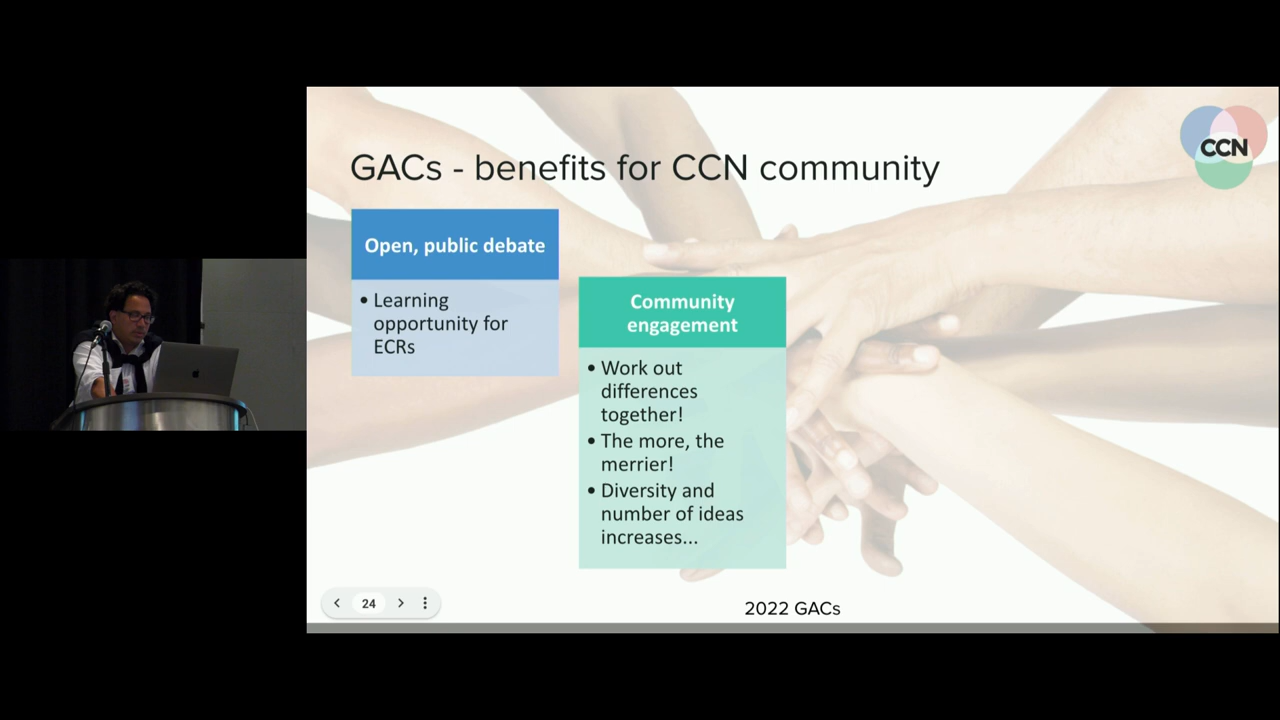 GACs - benefits for CCN community
CCN
Open, public debate
• Learning
opportunity for
ECRs
Community
engagement
• Work out
differences
together!
• The more, the
merrier!
• Diversity and
number of ideas
increases...
24
2022 GACs